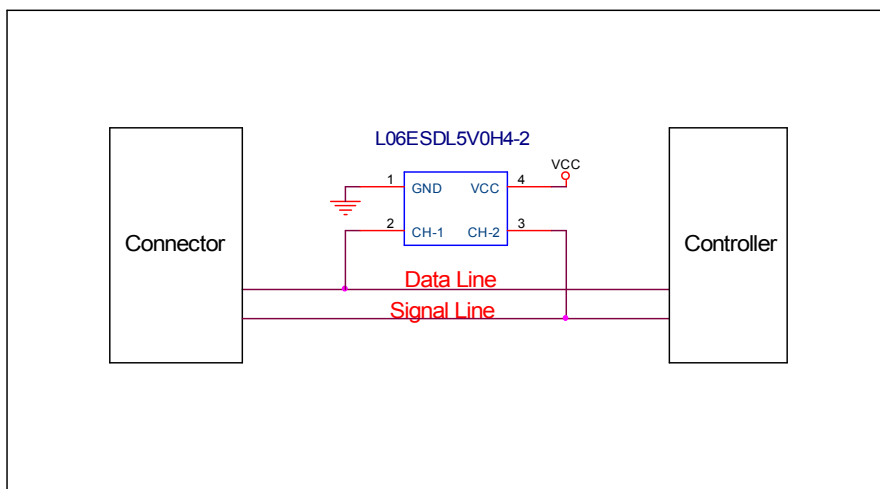 L06ESDL5V0H4-2
VCC
1 GND VCC 4
2 CH-1 CH-2 3
Connector
Controller
Data Line
Signal Line